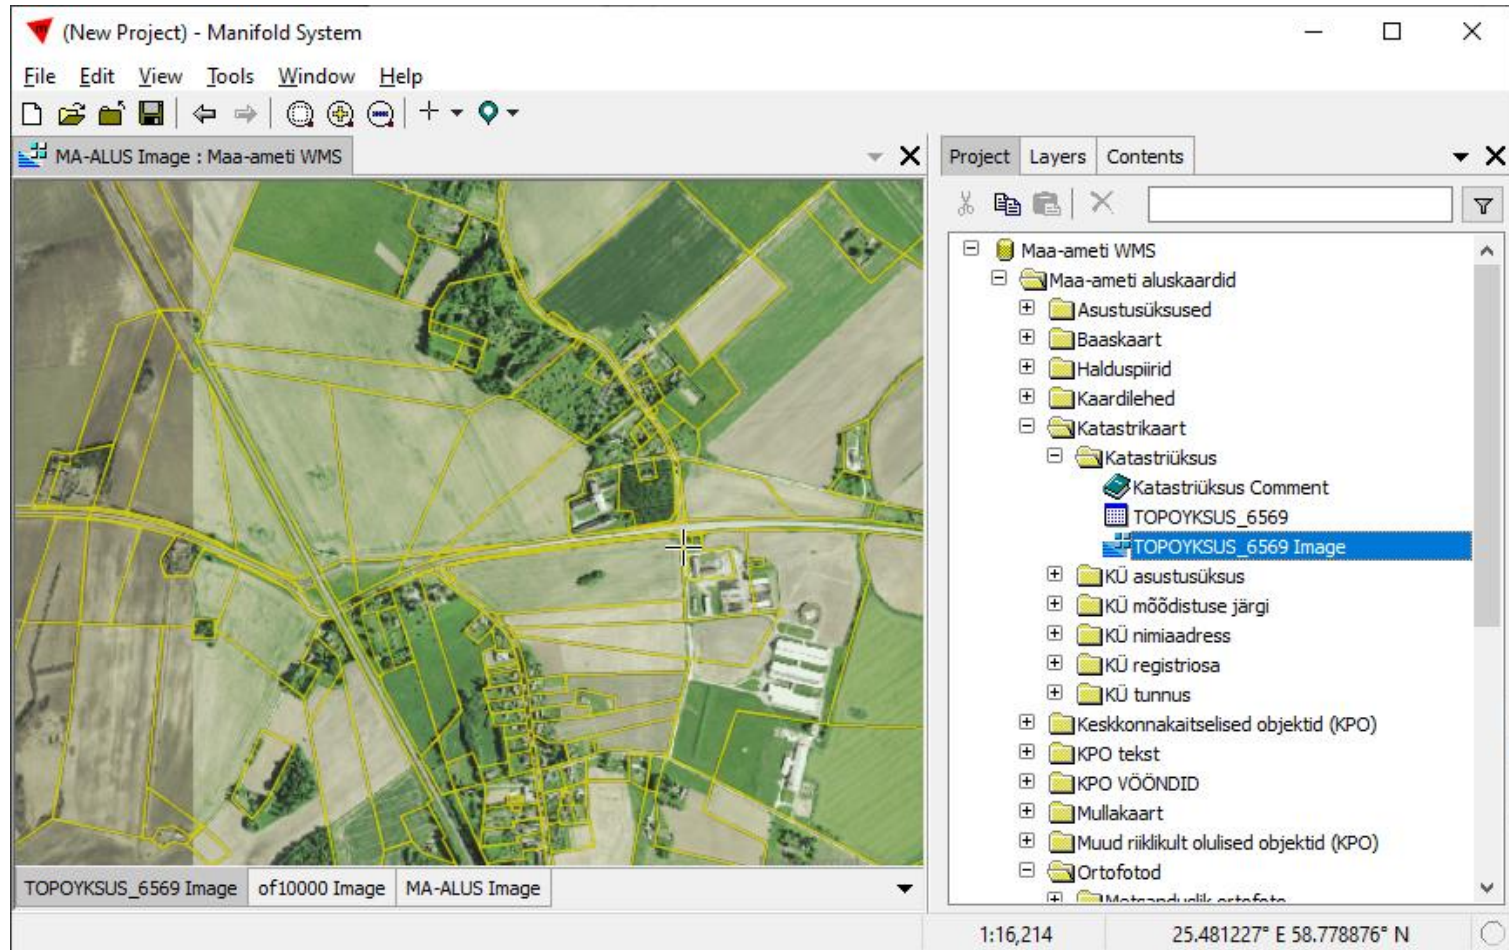 (New Project) - Manifold System
File Edit View Tools Window Help
MA-ALUS Image : Maa-ameti WMS
Project Layers Contents
Maa-ameti WMS
Maa-ameti aluskaardid
Asustusüksused
Baaskaart
Halduspiirid
Kaardilehed
Katastrikaart
Katastriüksus
Katastriüksus Comment
TOPOYKSUS_6569
TOPOYKSUS_6569 Image
KÜ asustusüksus
KÜ mõõdistuse järgi
KÜ nimiaadress
KÜ registriosa
KÜ tunnus
Keskkonnakaitselised objektid (KPO)
KPO tekst
KPO VÖÖNDID
Mullakaart
Muud riiklikult olulised objektid (KPO)
Ortofotod
Metsanduslik ortofoto
TOPOYKSUS_6569 Image of10000 Image MA-ALUS Image
1:16,214 25.481227° E 58.778876° N